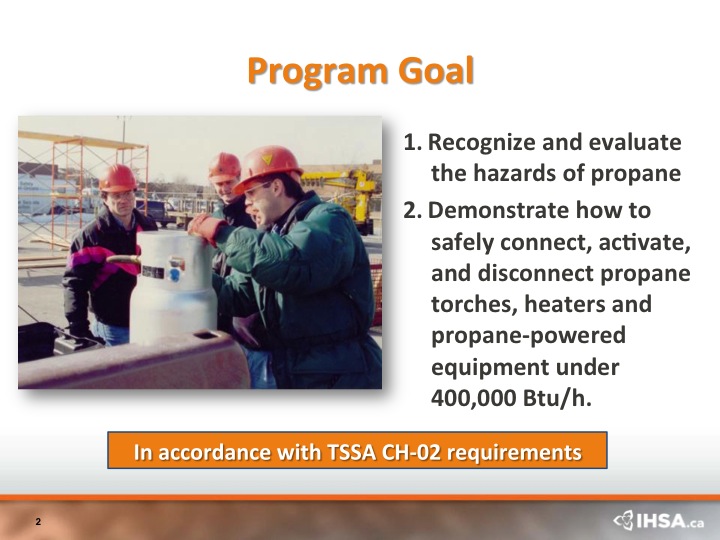 Program Goal
1. Recognize and evaluate
the hazards of propane
2. Demonstrate how to
safely connect, activate,
and disconnect propane
torches, heaters and
propane-powered
equipment under
400,000 Btu/h.
In accordance with TSSA CH-02 requirements
2
IHSA.ca